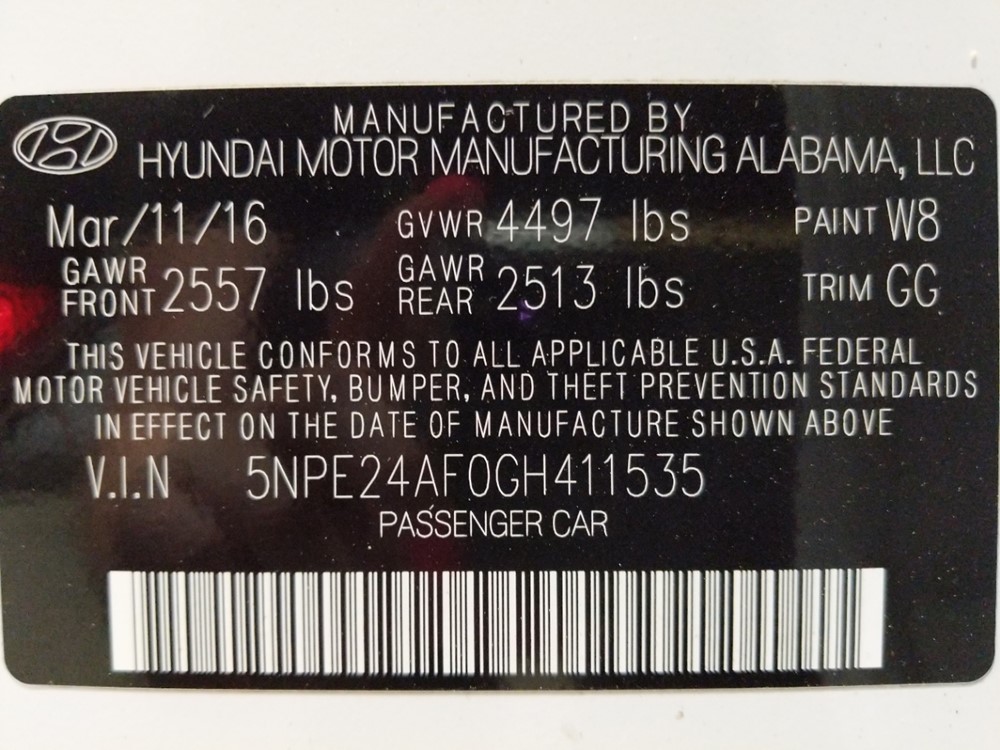 MANUFACTURED BY
HYUNDAI MOTOR MANUFACTURING ALABAMA, LLC
Mar/11/16 GVWR 4497 lbs PAINT W8
GAWR FRONT 2557 lbs GAWR REAR 2513 lbs TRIM GG
THIS VEHICLE CONFORMS TO ALL APPLICABLE U.S.A. FEDERAL
MOTOR VEHICLE SAFETY, BUMPER, AND THEFT PREVENTION STANDARDS
IN EFFECT ON THE DATE OF MANUFACTURE SHOWN ABOVE
V.I.N 5NPE24AF0GH411535
PASSENGER CAR